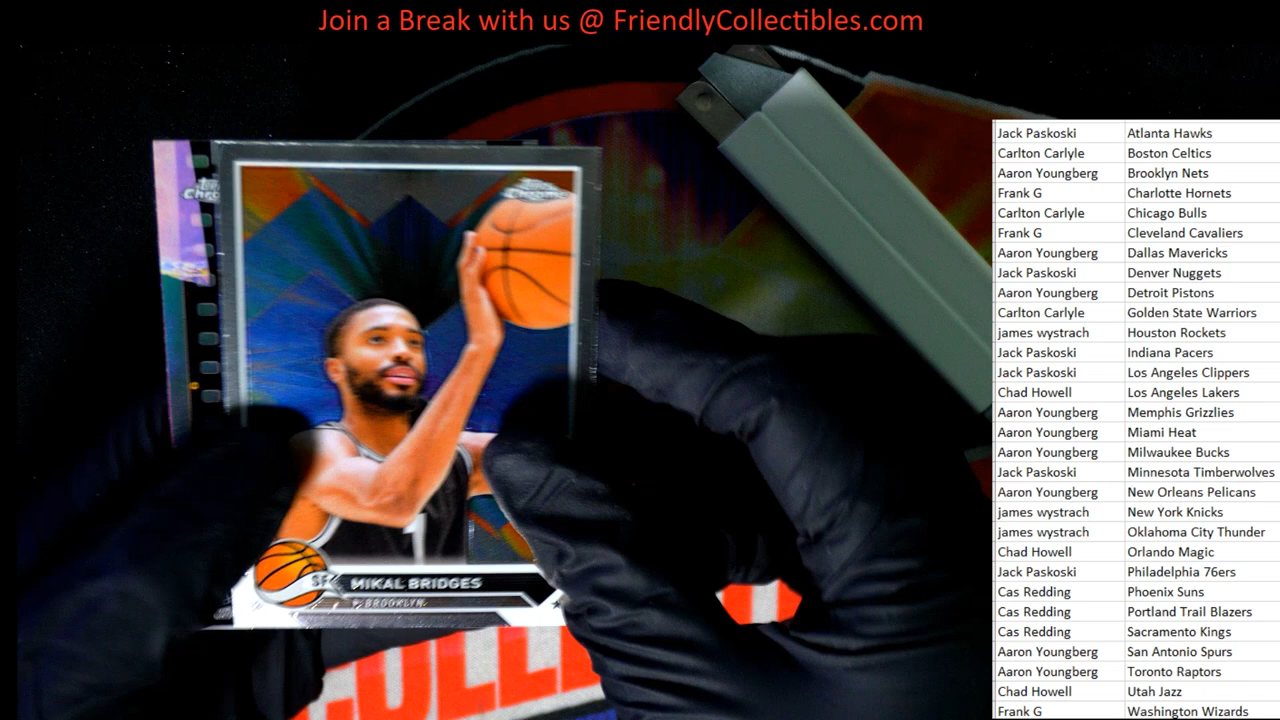 Join a Break with us @ FriendlyCollectibles.com
Jack Paskoski Atlanta Hawks
Carlton Carlyle Boston Celtics
Aaron Youngberg Brooklyn Nets
Frank G Charlotte Hornets
Carlton Carlyle Chicago Bulls
Frank G Cleveland Cavaliers
Aaron Youngberg Dallas Mavericks
Jack Paskoski Denver Nuggets
Aaron Youngberg Detroit Pistons
Carlton Carlyle Golden State Warriors
james wystrach Houston Rockets
Jack Paskoski Indiana Pacers
Jack Paskoski Los Angeles Clippers
Chad Howell Los Angeles Lakers
Aaron Youngberg Memphis Grizzlies
Aaron Youngberg Miami Heat
Aaron Youngberg Milwaukee Bucks
Jack Paskoski Minnesota Timberwolves
Aaron Youngberg New Orleans Pelicans
james wystrach New York Knicks
james wystrach Oklahoma City Thunder
Chad Howell Orlando Magic
Jack Paskoski Philadelphia 76ers
Cas Redding Phoenix Suns
Cas Redding Portland Trail Blazers
Cas Redding Sacramento Kings
Aaron Youngberg San Antonio Spurs
Aaron Youngberg Toronto Raptors
Chad Howell Utah Jazz
Frank G Washington Wizards
MIKAL BRIDGES
BROOKLYN